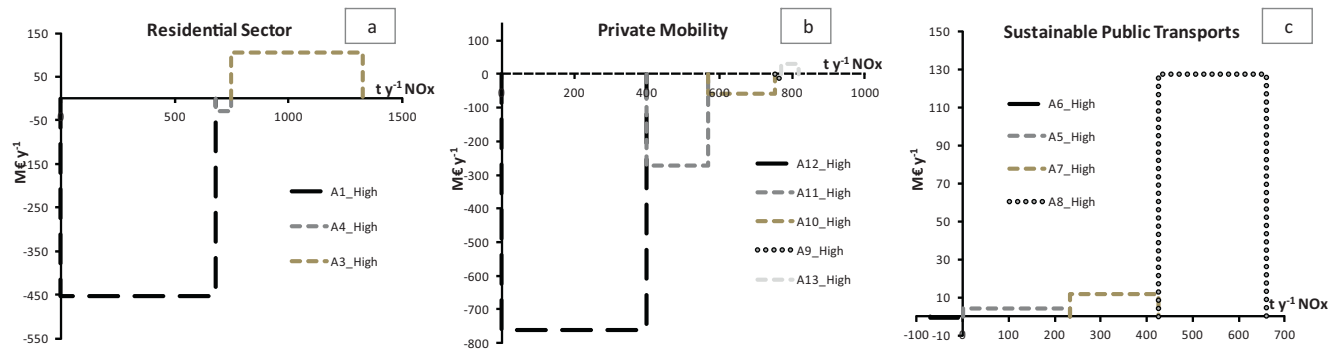 Residential Sector
a
150
50
-50
-150
-250
-350
-450
-550
0
500
1000
1500
t y-1 NOx
M€ y-1
A1_High
A4_High
A3_High
Private Mobility
b
100
0
-100
-200
-300
-400
-500
-600
-700
-800
0
200
400
600
800
1000
t y-1 NOx
M€ y-1
A12_High
A11_High
A10_High
A9_High
A13_High
Sustainable Public Transports
c
150
130
110
90
70
50
30
10
-10
-100
0
100
200
300
400
500
600
700
t y-1 NOx
M€ y-1
A6_High
A5_High
A7_High
A8_High